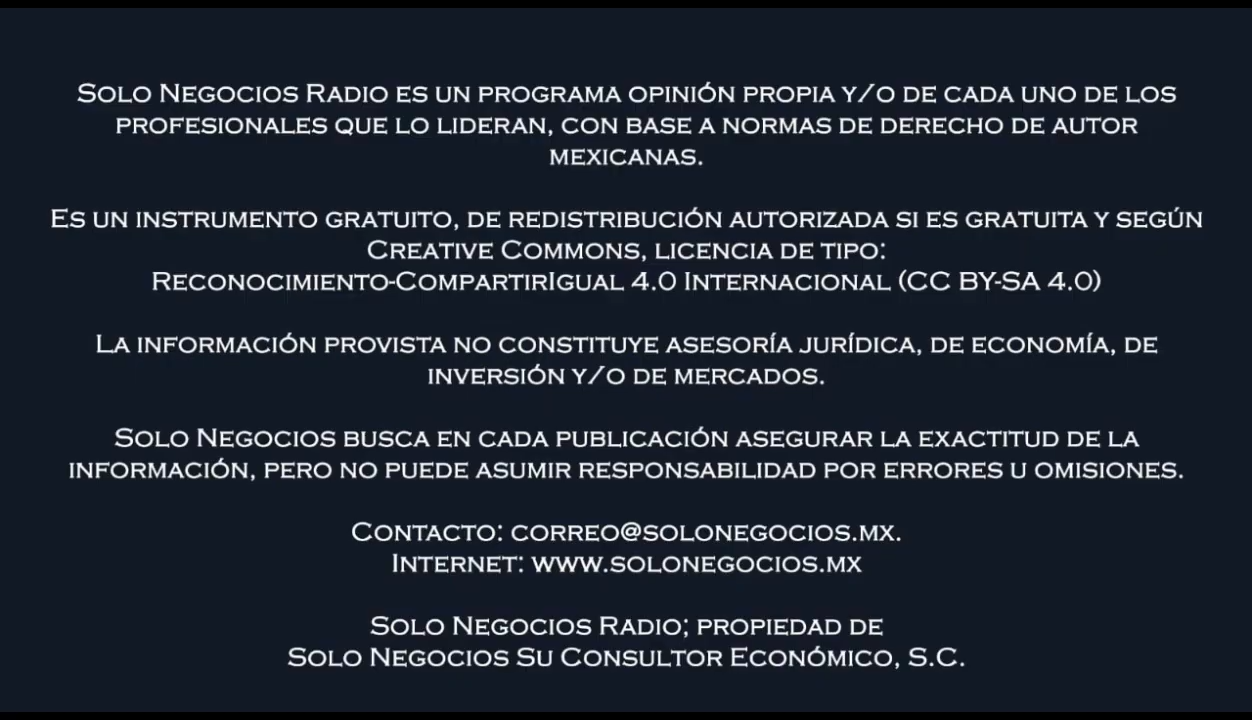 Solo Negocios Radio es un programa opinión propia y/o de cada uno de los
profesionales que lo lideran, con base a normas de derecho de autor
mexicanas.
Es un instrumento gratuito, de redistribución autorizada si es gratuita y según
Creative Commons, licencia de tipo:
Reconocimiento-CompartirIgual 4.0 Internacional (CC BY-SA 4.0)
La información provista no constituye asesoría jurídica, de economía, de
inversión y/o de mercados.
Solo Negocios busca en cada publicación asegurar la exactitud de la
información, pero no puede asumir responsabilidad por errores u omisiones.
Contacto: correo@solonegocios.mx.
Internet: www.solonegocios.mx
Solo Negocios Radio; propiedad de
Solo Negocios Su Consultor Económico, S.C.